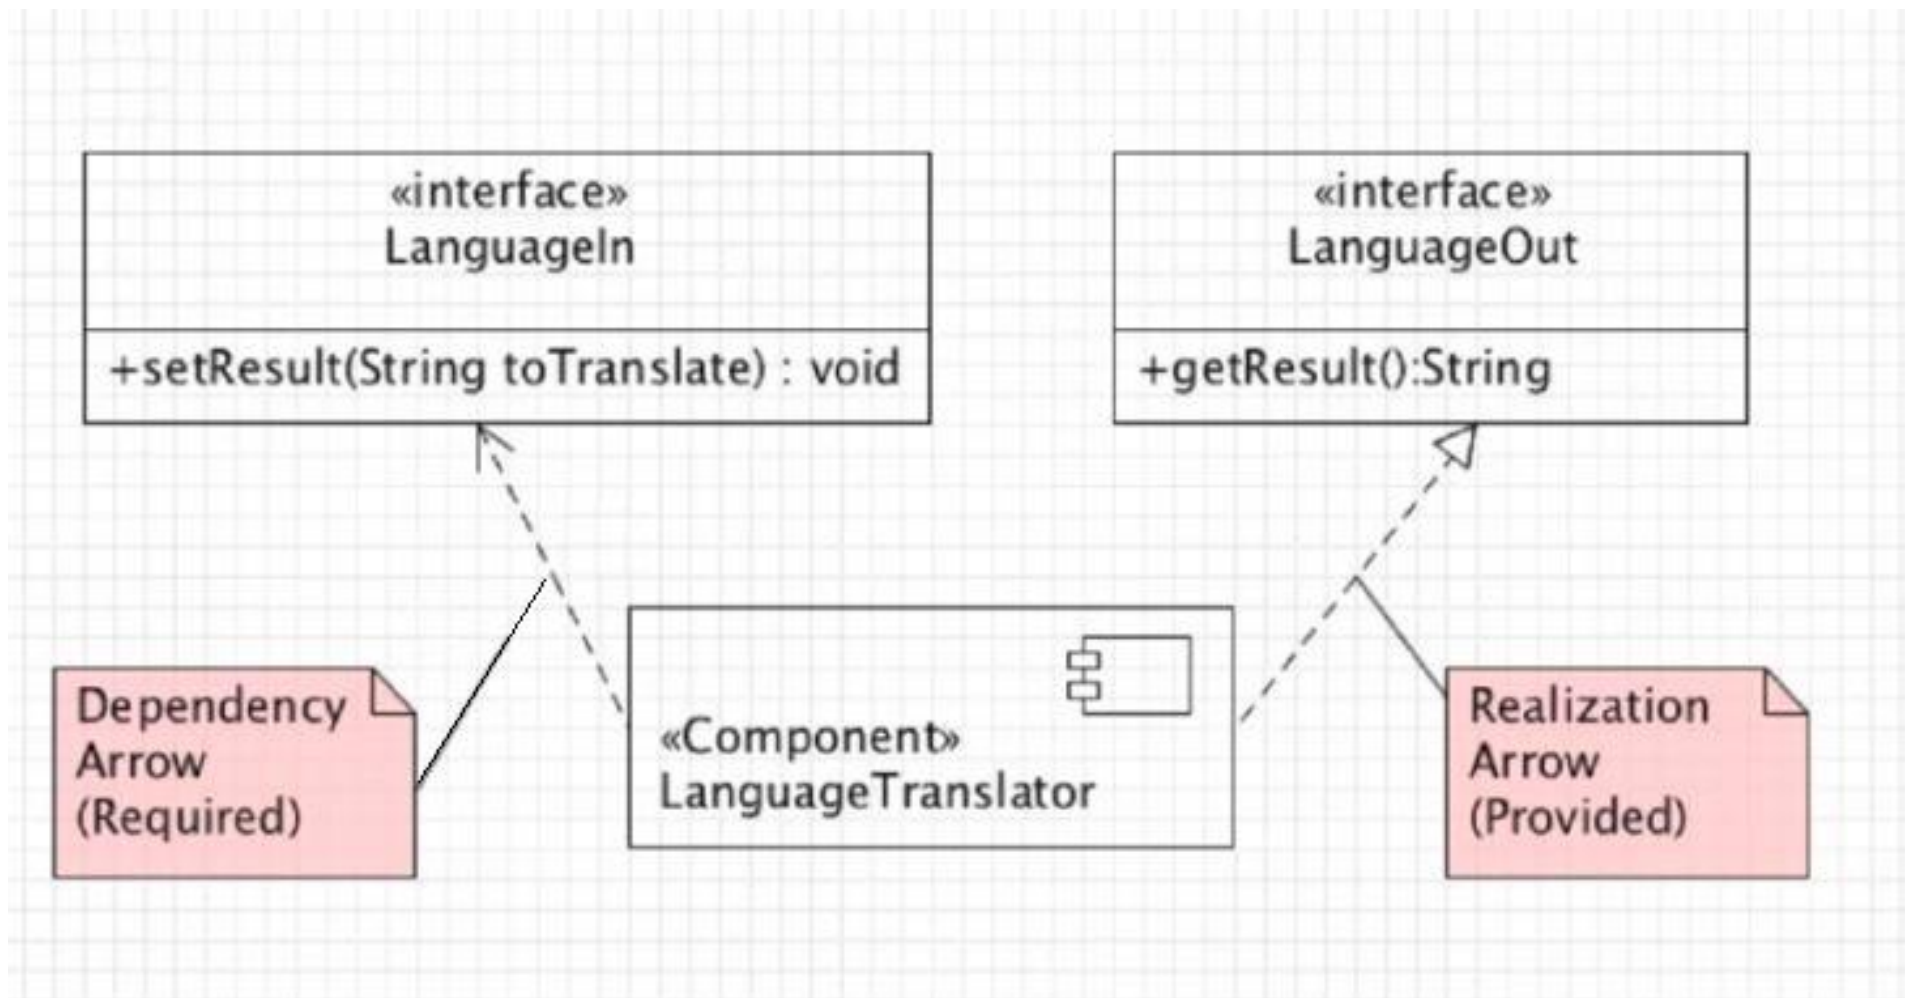 «interface»
LanguageIn
+setResult(String toTranslate) : void
«interface»
LanguageOut
+getResult():String
Dependency
Arrow
(Required)
«Component»
LanguageTranslator
Realization
Arrow
(Provided)